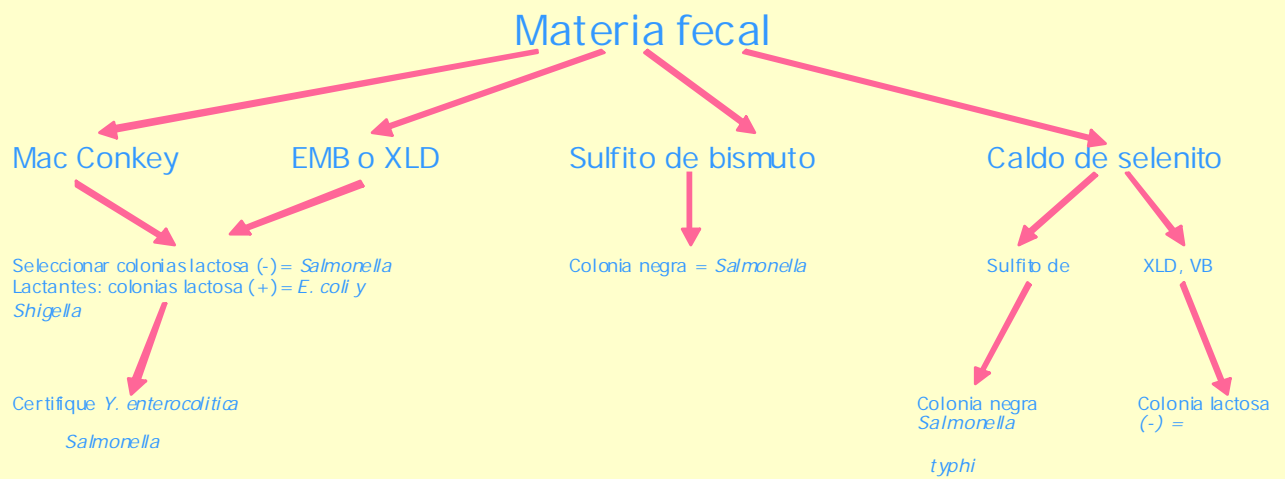 Materia fecal
Mac Conkey
EMB o XLD
Sulfito de bismuto
Caldo de selenito
Seleccionar colonias lactosa (-) = Salmonella
Lactantes: colonias lactosa (+) = E. coli y
Shigella
Colonia negra = Salmonella
Sulfito de
XLD, VB
Certifique Y. enterocolitica
Salmonella
Colonia negra
Salmonella
typhi
Colonia lactosa
(-) =